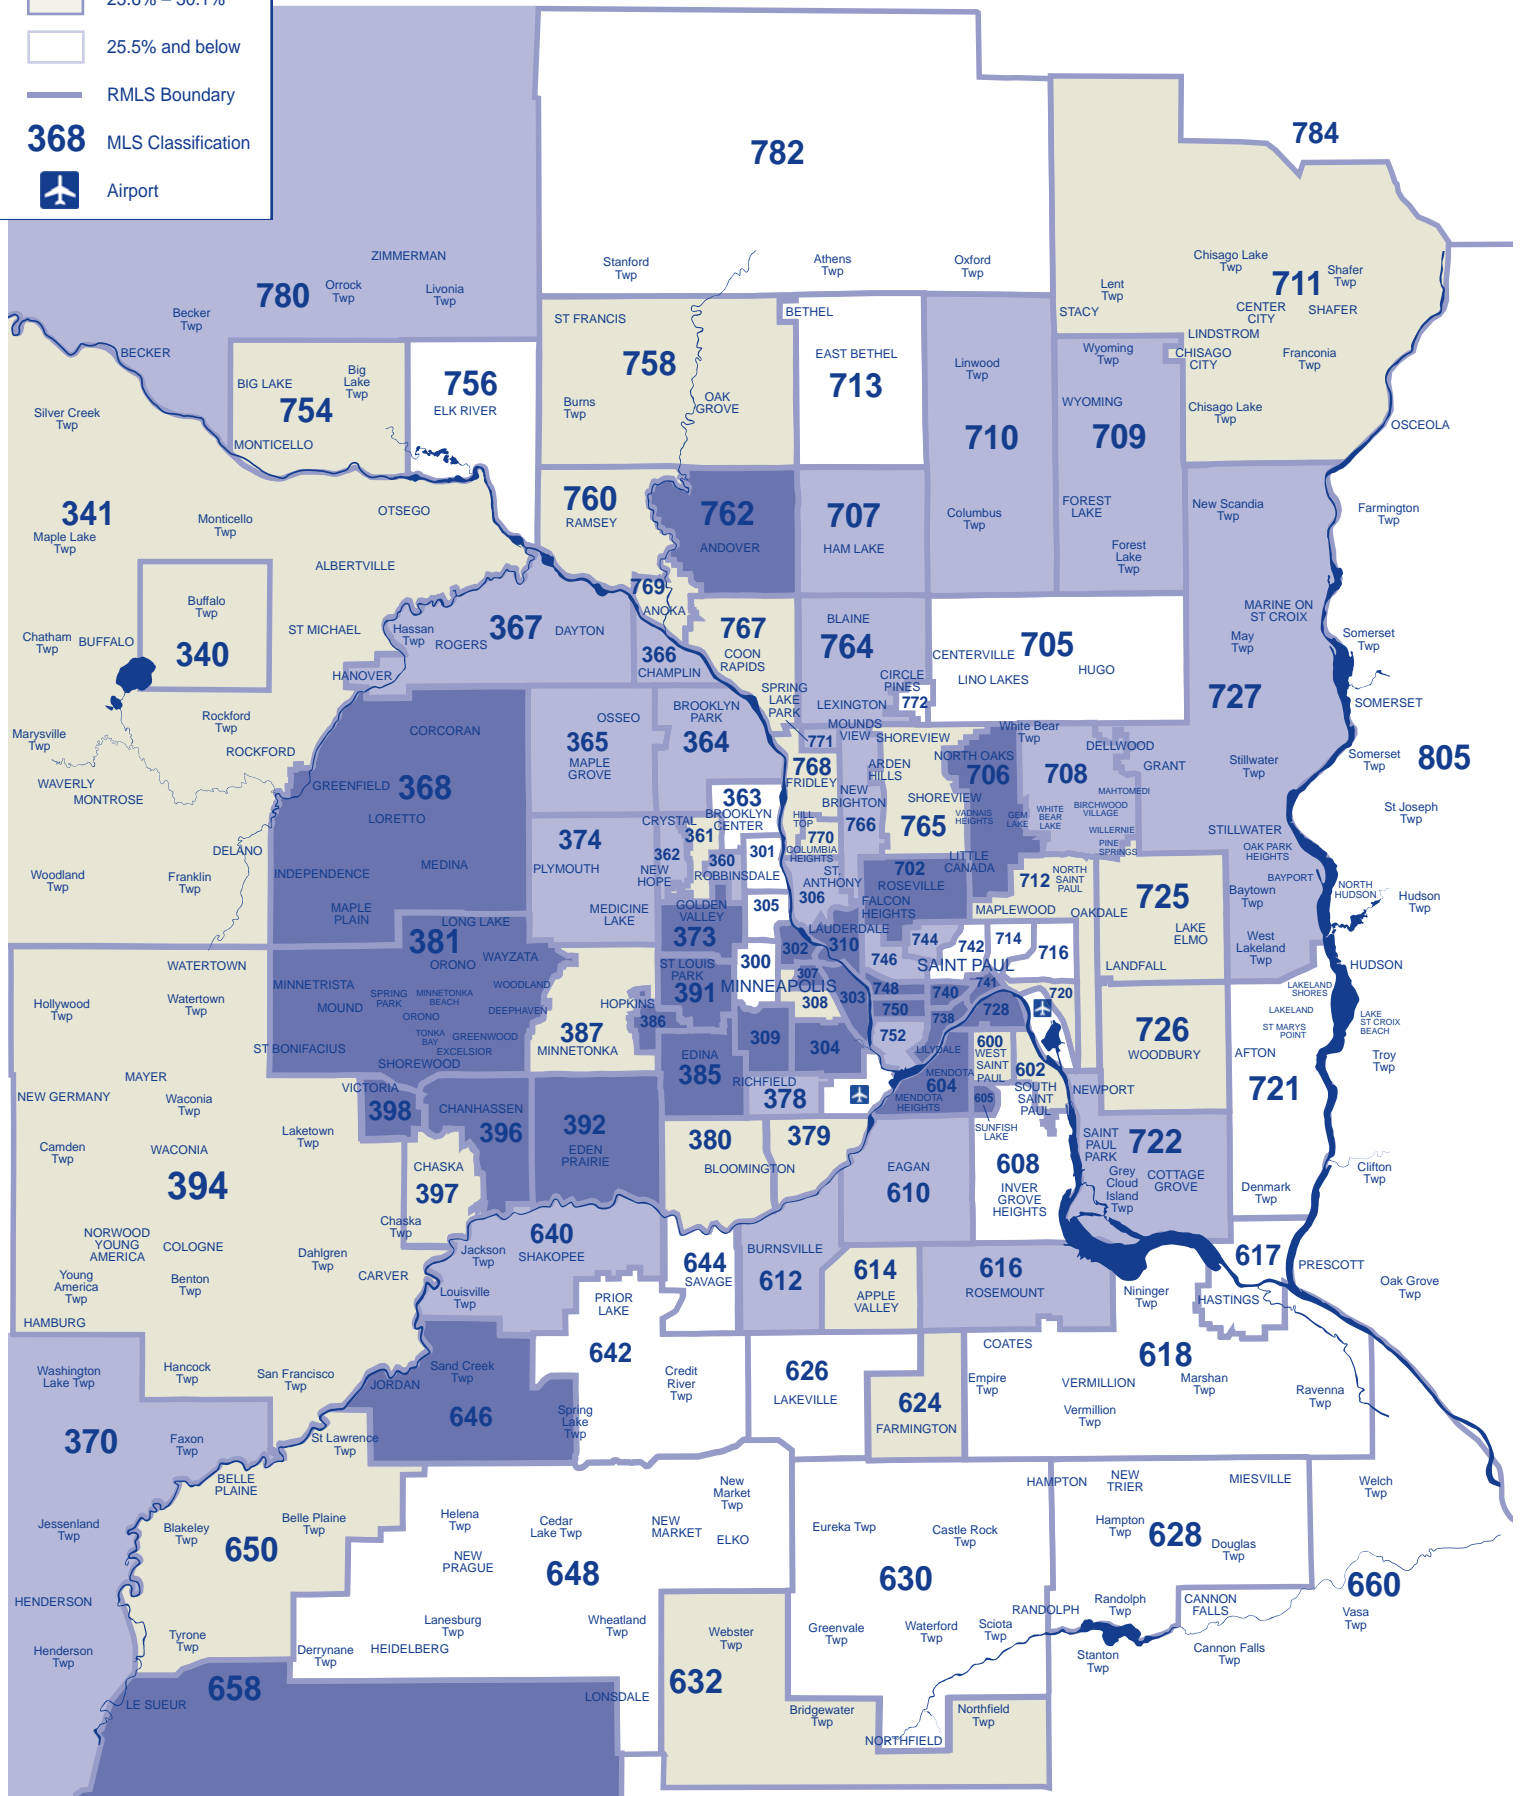 25.5% and below
RMLS Boundary
368 MLS Classification
Airport
782
784
Stanford
Twp
Athens
Twp
Oxford
Twp
ZIMMERMAN
780
Orrock
Twp
Livonia
Twp
Becker
Twp
BECKER
Chisago Lake
Twp
711
Shafer
Twp
Lent
Twp
STACY
CENTER
CITY
SHAFER
LINDSTROM
CHISAGO
CITY
Franconia
Twp
Chisago Lake
Twp
OSCEOLA
ST FRANCIS
758
Burns
Twp
OAK
GROVE
BETHEL
EAST BETHEL
713
Linwood
Twp
710
Columbus
Twp
Wyoming
Twp
WYOMING
709
FOREST
LAKE
Forest
Lake
Twp
BIG LAKE
Big
Lake
Twp
754
MONTICELLO
756
ELK RIVER
Silver Creek
Twp
341
Maple Lake
Twp
Monticello
Twp
OTSEGO
ALBERTVILLE
760
RAMSEY
762
ANDOVER
707
HAM LAKE
New Scandia
Twp
Farmington
Twp
Buffalo
Twp
340
Chatham
Twp
BUFFALO
ST MICHAEL
Hassan
Twp
ROGERS
367
DAYTON
HANOVER
769
ANOKA
366
CHAMPLIN
767
COON
RAPIDS
BLAINE
764
CIRCLE
PINES
772
LEXINGTON
SPRING
LAKE
PARK
771
CENTERVILLE
705
LINO LAKES
HUGO
MARINE ON
ST CROIX
May
Twp
727
Somerset
Twp
SOMERSET
Somerset
Twp
805
St Joseph
Twp
Marysville
Twp
Rockford
Twp
ROCKFORD
WAVERLY
MONTROSE
DELANO
Woodland
Twp
Franklin
Twp
CORCORAN
GREENFIELD
368
LORETTO
INDEPENDENCE
MEDINA
MAPLE
PLAIN
OSSEO
365
MAPLE
GROVE
BROOKLYN
PARK
364
363
BROOKLYN
CENTER
374
PLYMOUTH
MEDICINE
LAKE
CRYSTAL
361
362
NEW
HOPE
360
ROBBINSDALE
301
305
GOLDEN
VALLEY
373
MOUNDS
VIEW
768
FRIDLEY
HILL
TOP
770
COLUMBIA
HEIGHTS
NEW
BRIGHTON
766
ST.
ANTHONY
306
SHOREVIEW
ARDEN
HILLS
SHOREVIEW
765
NORTH OAKS
706
VADNAIS
HEIGHTS
LITTLE
CANADA
White Bear
Twp
708
GEM
LAKE
WHITE
BEAR
LAKE
DELLWOOD
MAHTOMEDI
BIRCHWOOD
VILLAGE
WILLERNIE
PINE
SPRINGS
GRANT
Stillwater
Twp
STILLWATER
OAK PARK
HEIGHTS
BAYPORT
Baytown
Twp
West
Lakeland
Twp
NORTH
HUDSON
Hudson
Twp
HUDSON
702
ROSEVILLE
FALCON
HEIGHTS
LAUDERDALE
712
NORTH
SAINT
PAUL
MAPLEWOOD
OAKDALE
725
LAKE
ELMO
LANDFALL
381
LONG LAKE
ORONO
WAYZATA
MINNETRISTA
MOUND
SPRING
PARK
MINNETONKA
BEACH
WOODLAND
ORONO
DEEPHAVEN
TONKA
BAY
GREENWOOD
EXCELSIOR
SHOREWOOD
ST BONIFACIUS
WATERTOWN
Hollywood
Twp
Watertown
Twp
MAYER
NEW GERMANY
Waconia
Twp
Camden
Twp
WACONIA
Laketown
Twp
394
NORWOOD
YOUNG
AMERICA
COLOGNE
Young
America
Twp
Benton
Twp
Dahlgren
Twp
CARVER
HAMBURG
Hancock
Twp
San Francisco
Twp
VICTORIA
398
CHANHASSEN
396
CHASKA
397
Chaska
Twp
HOPKINS
386
387
MINNETONKA
392
EDEN
PRAIRIE
ST LOUIS
PARK
391
300
MINNEAPOLIS
302
310
307
308
303
309
304
EDINA
385
RICHFIELD
378
380
379
BLOOMINGTON
744
746
742
714
716
SAINT PAUL
748
750
752
740
741
738
728
720
LILYDALE
MENDOTA
604
MENDOTA
HEIGHTS
600
WEST
SAINT
PAUL
602
SOUTH
SAINT
PAUL
605
SUNFISH
LAKE
608
INVER
GROVE
HEIGHTS
EAGAN
610
NEWPORT
726
WOODBURY
LAKELAND
SHORES
LAKELAND
ST MARYS
POINT
LAKE
ST CROIX
BEACH
AFTON
721
Troy
Twp
Clifton
Twp
SAINT
PAUL
PARK
722
Grey
Cloud
Island
Twp
COTTAGE
GROVE
Denmark
Twp
617
PRESCOTT
Oak Grove
Twp
HASTINGS
Nininger
Twp
640
SHAKOPEE
Jackson
Twp
Louisville
Twp
644
SAVAGE
BURNSVILLE
612
614
APPLE
VALLEY
616
ROSEMOUNT
PRIOR
LAKE
642
Credit
River
Twp
Sand Creek
Twp
JORDAN
646
Spring
Lake
Twp
626
LAKEVILLE
624
FARMINGTON
COATES
Empire
Twp
VERMILLION
Vermillion
Twp
618
Marshan
Twp
Ravenna
Twp
Washington
Lake Twp
370
Faxon
Twp
St Lawrence
Twp
BELLE
PLAINE
Jessenland
Twp
Blakeley
Twp
Belle Plaine
Twp
650
HENDERSON
Henderson
Twp
Tyrone
Twp
Derrynane
Twp
658
LE SUEUR
Helena
Twp
NEW
PRAGUE
Cedar
Lake Twp
648
New
Market
Twp
NEW
MARKET
ELKO
Lanesburg
Twp
HEIDELBERG
Wheatland
Twp
LONSDALE
Webster
Twp
632
Eureka Twp
Castle Rock
Twp
630
Greenvale
Twp
Waterford
Twp
Sciota
Twp
Bridgewater
Twp
NORTHFIELD
Northfield
Twp
HAMPTON
NEW
TRIER
MIESVILLE
Hampton
Twp
628
Douglas
Twp
RANDOLPH
Randolph
Twp
CANNON
FALLS
Stanton
Twp
Cannon Falls
Twp
Welch
Twp
660
Vasa
Twp